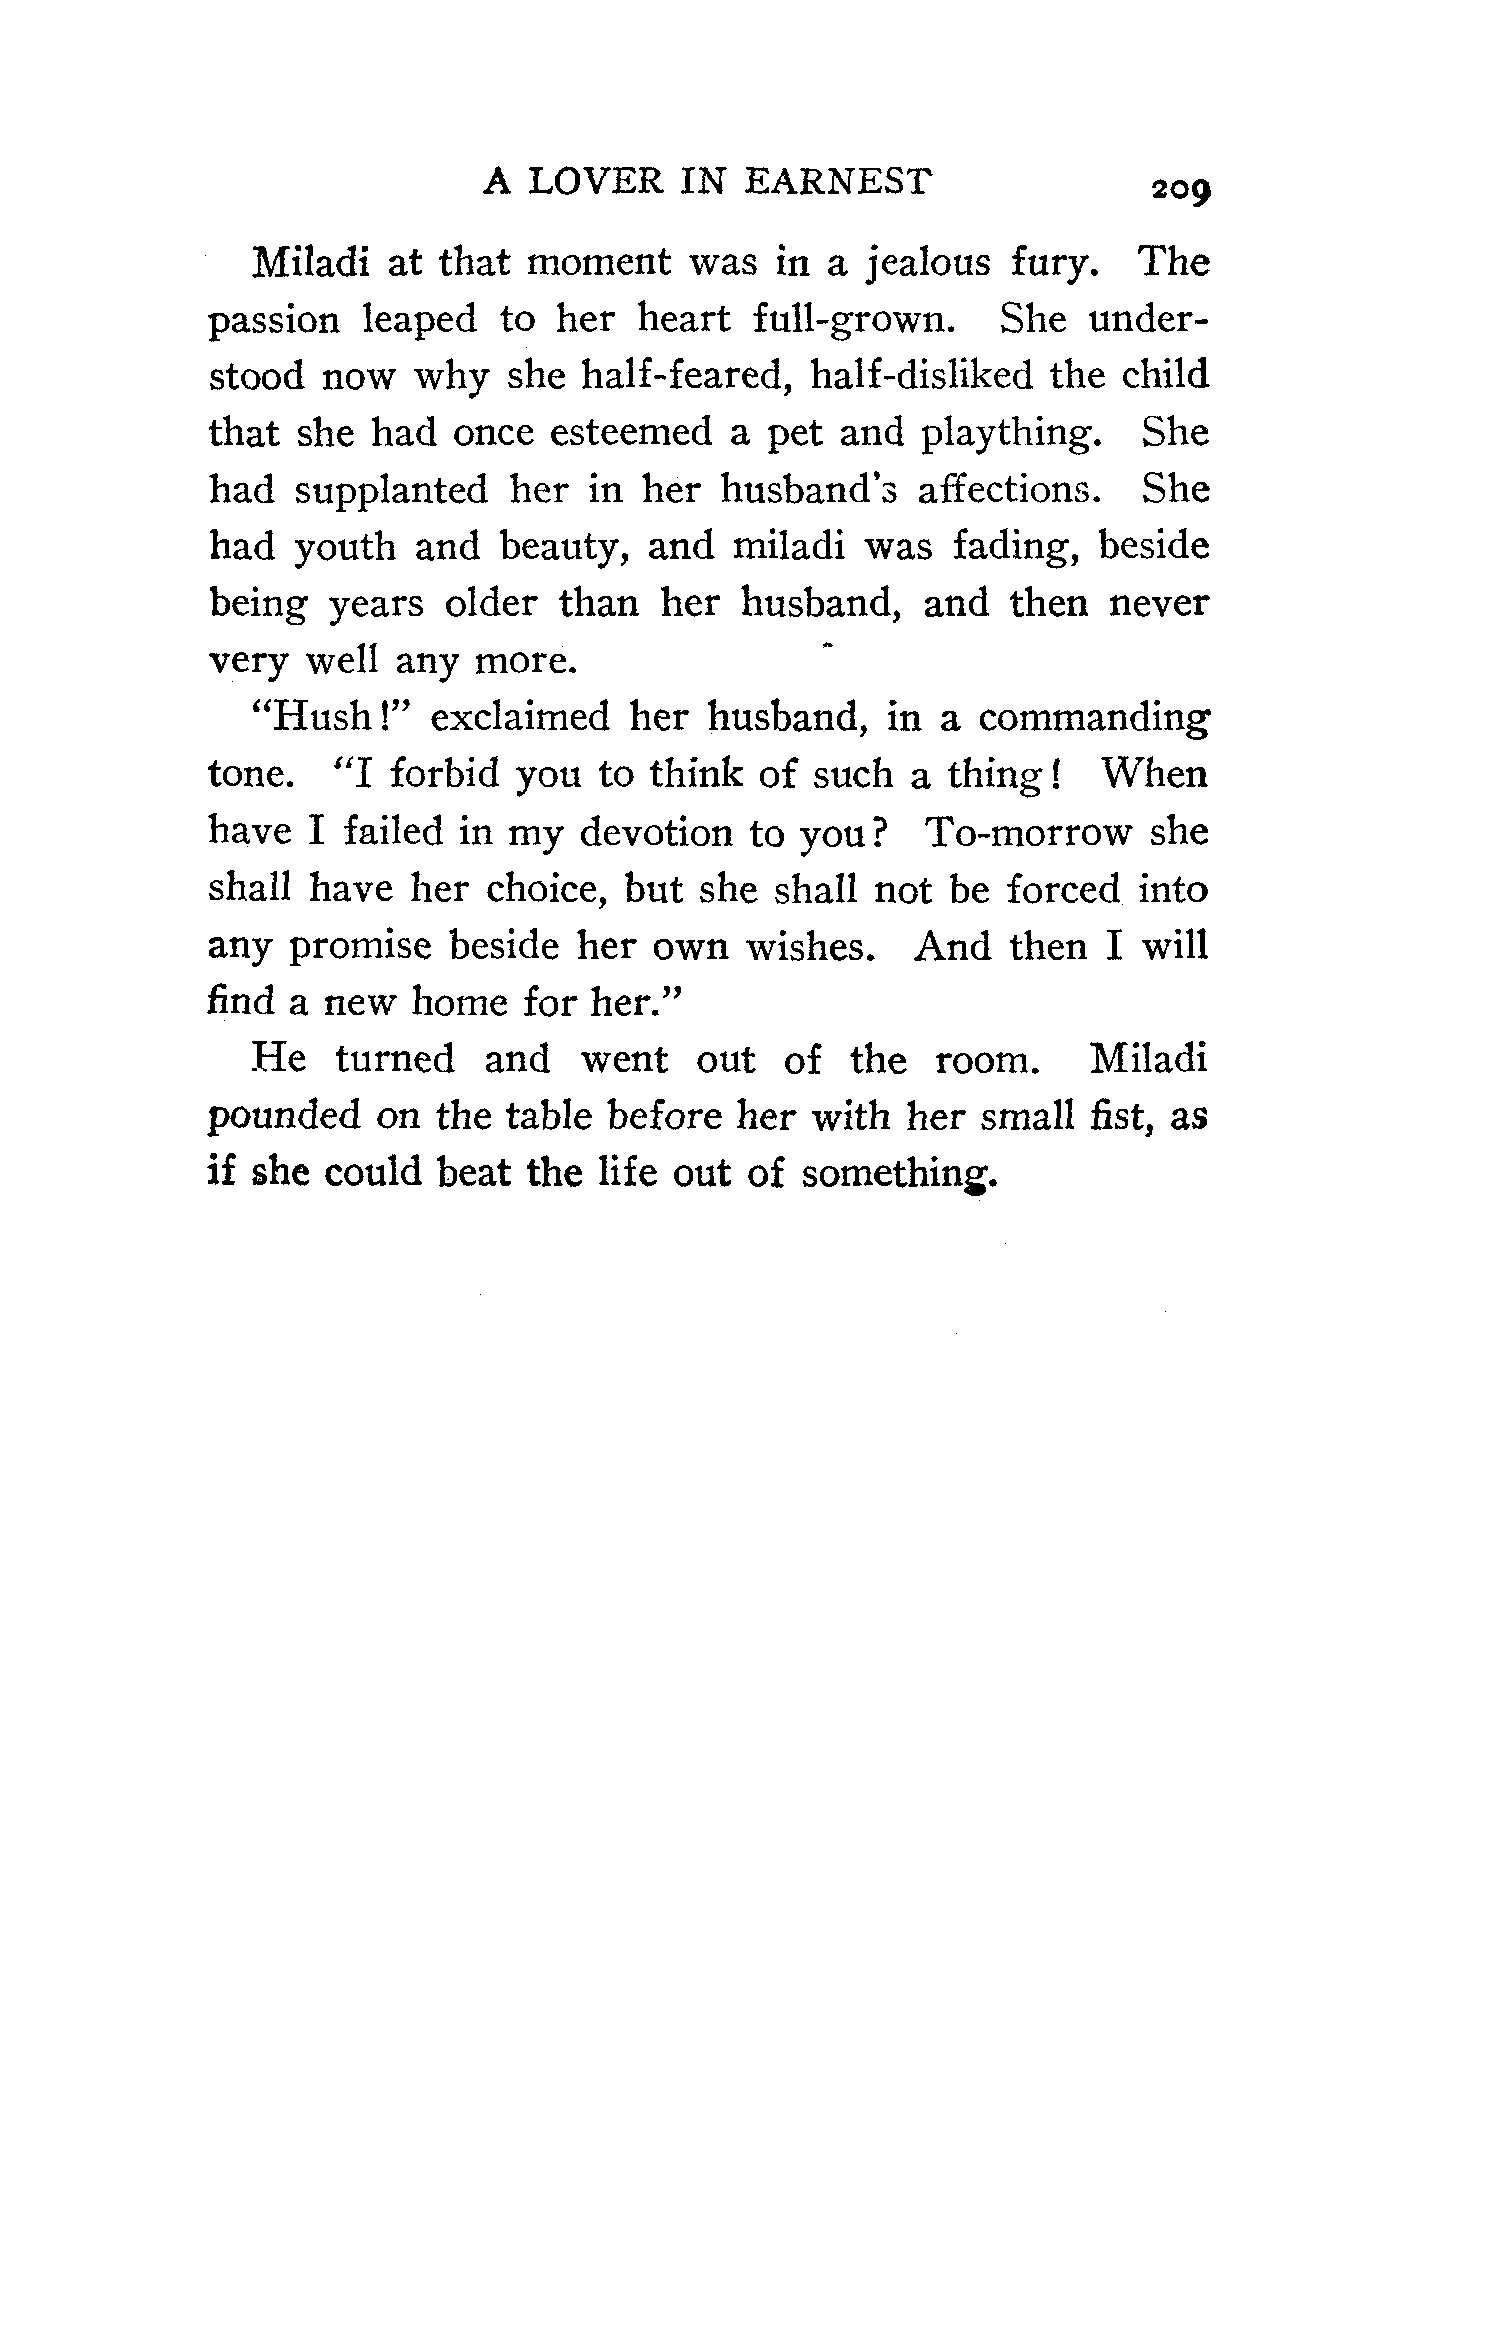 A LOVER IN EARNEST 209
Miladi at that moment was in a jealous fury. The
passion leaped to her heart full-grown. She under-
stood now why she half-feared, half-disliked the child
that she had once esteemed a pet and plaything. She
had supplanted her in her husband's affections. She
had youth and beauty, and miladi was fading, beside
being years older than her husband, and then never
very well any more.
"Hush!" exclaimed her husband, in a commanding
tone. "I forbid you to think of such a thing! When
have I failed in my devotion to you? To-morrow she
shall have her choice, but she shall not be forced into
any promise beside her own wishes. And then I will
find a new home for her."
He turned and went out of the room. Miladi
pounded on the table before her with her small fist, as
if she could beat the life out of something.